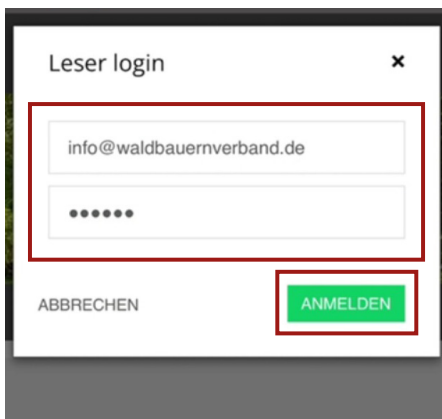 Leser login ×
info@waldbauernverband.de
••••••
ABBRECHEN ANMELDEN